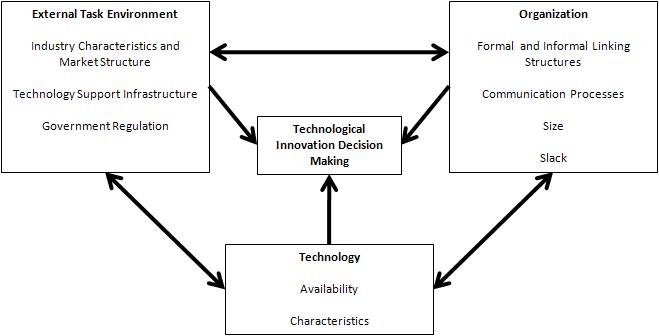 External Task Environment
Industry Characteristics and
Market Structure
Technology Support Infrastructure
Government Regulation
Organization
Formal and Informal Linking
Structures
Communication Processes
Size
Slack
Technological
Innovation Decision
Making
Technology
Availability
Characteristics